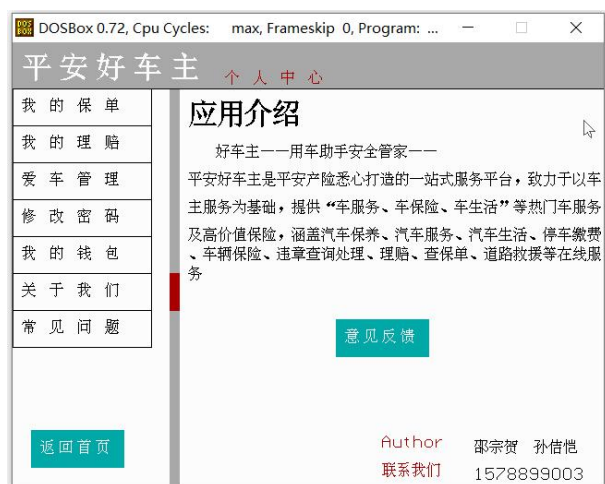 DOSBox 0.72, Cpu Cycles: max, Frameskip 0, Program: ...
平安好车主 个人中心
我的保单
我的理赔
爱车管理
修改密码
我的钱包
关于我们
常见问题
返回首页
应用介绍
好车主——用车助手安全管家——
平安好车主是平安产险悉心打造的一站式服务平台，致力于以车
主服务为基础，提供“车服务、车保险、车生活”等热门车服务
及高价值保险，涵盖汽车保养、汽车服务、汽车生活、停车缴费
、车辆保险、违章查询处理、理赔、查保单、道路救援等在线服
务
意见反馈
Author 邵宗贺 孙佶恺
联系我们 1578899003